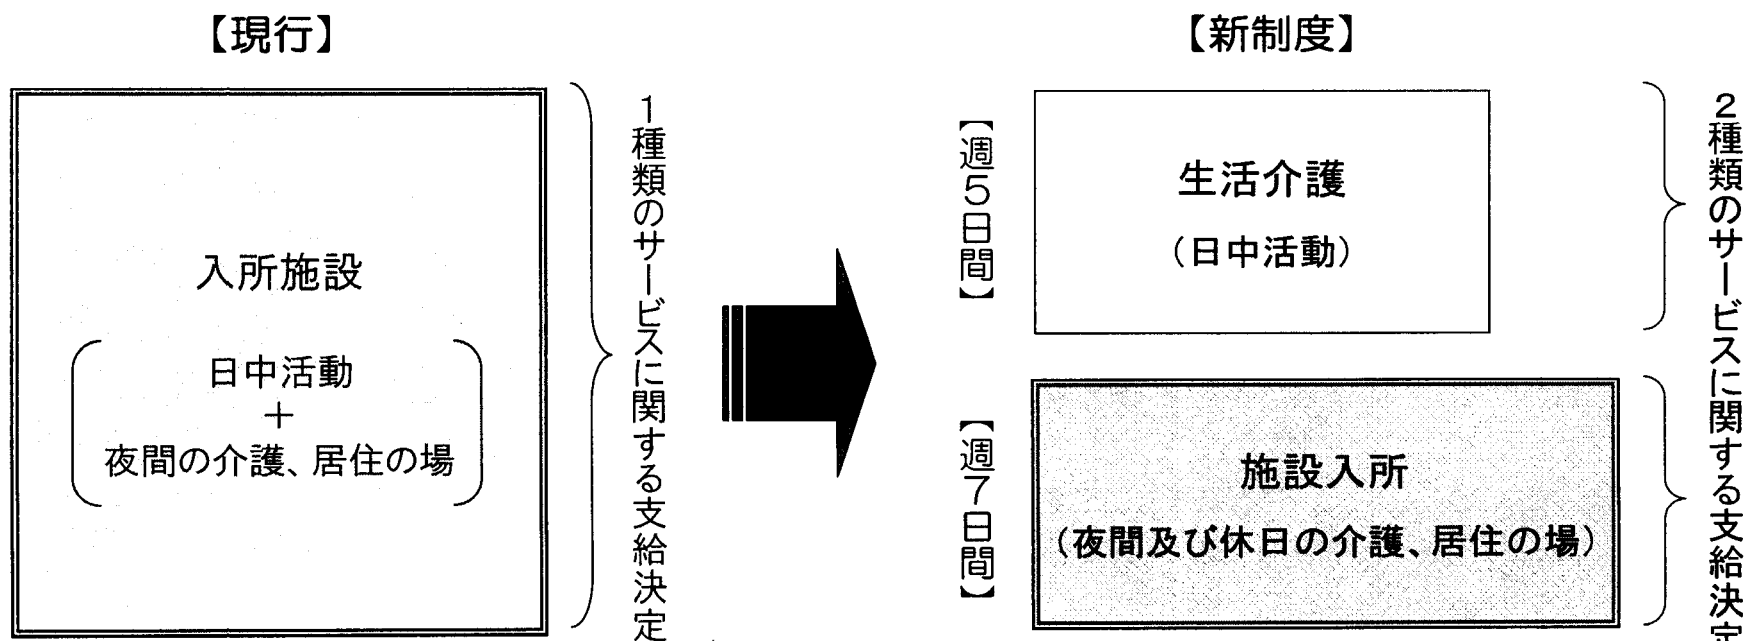 【現行】
入所施設
日中活動
＋
夜間の介護、居住の場
1種類のサービスに関する支給決定
【新制度】
【週5日間】
生活介護
（日中活動）
【週7日間】
施設入所
（夜間及び休日の介護、居住の場）
2種類のサービスに関する支給決定